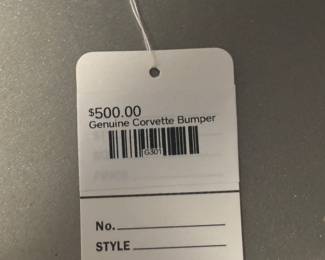 $500.00
Genuine Corvette Bumper
G301
No.
STYLE